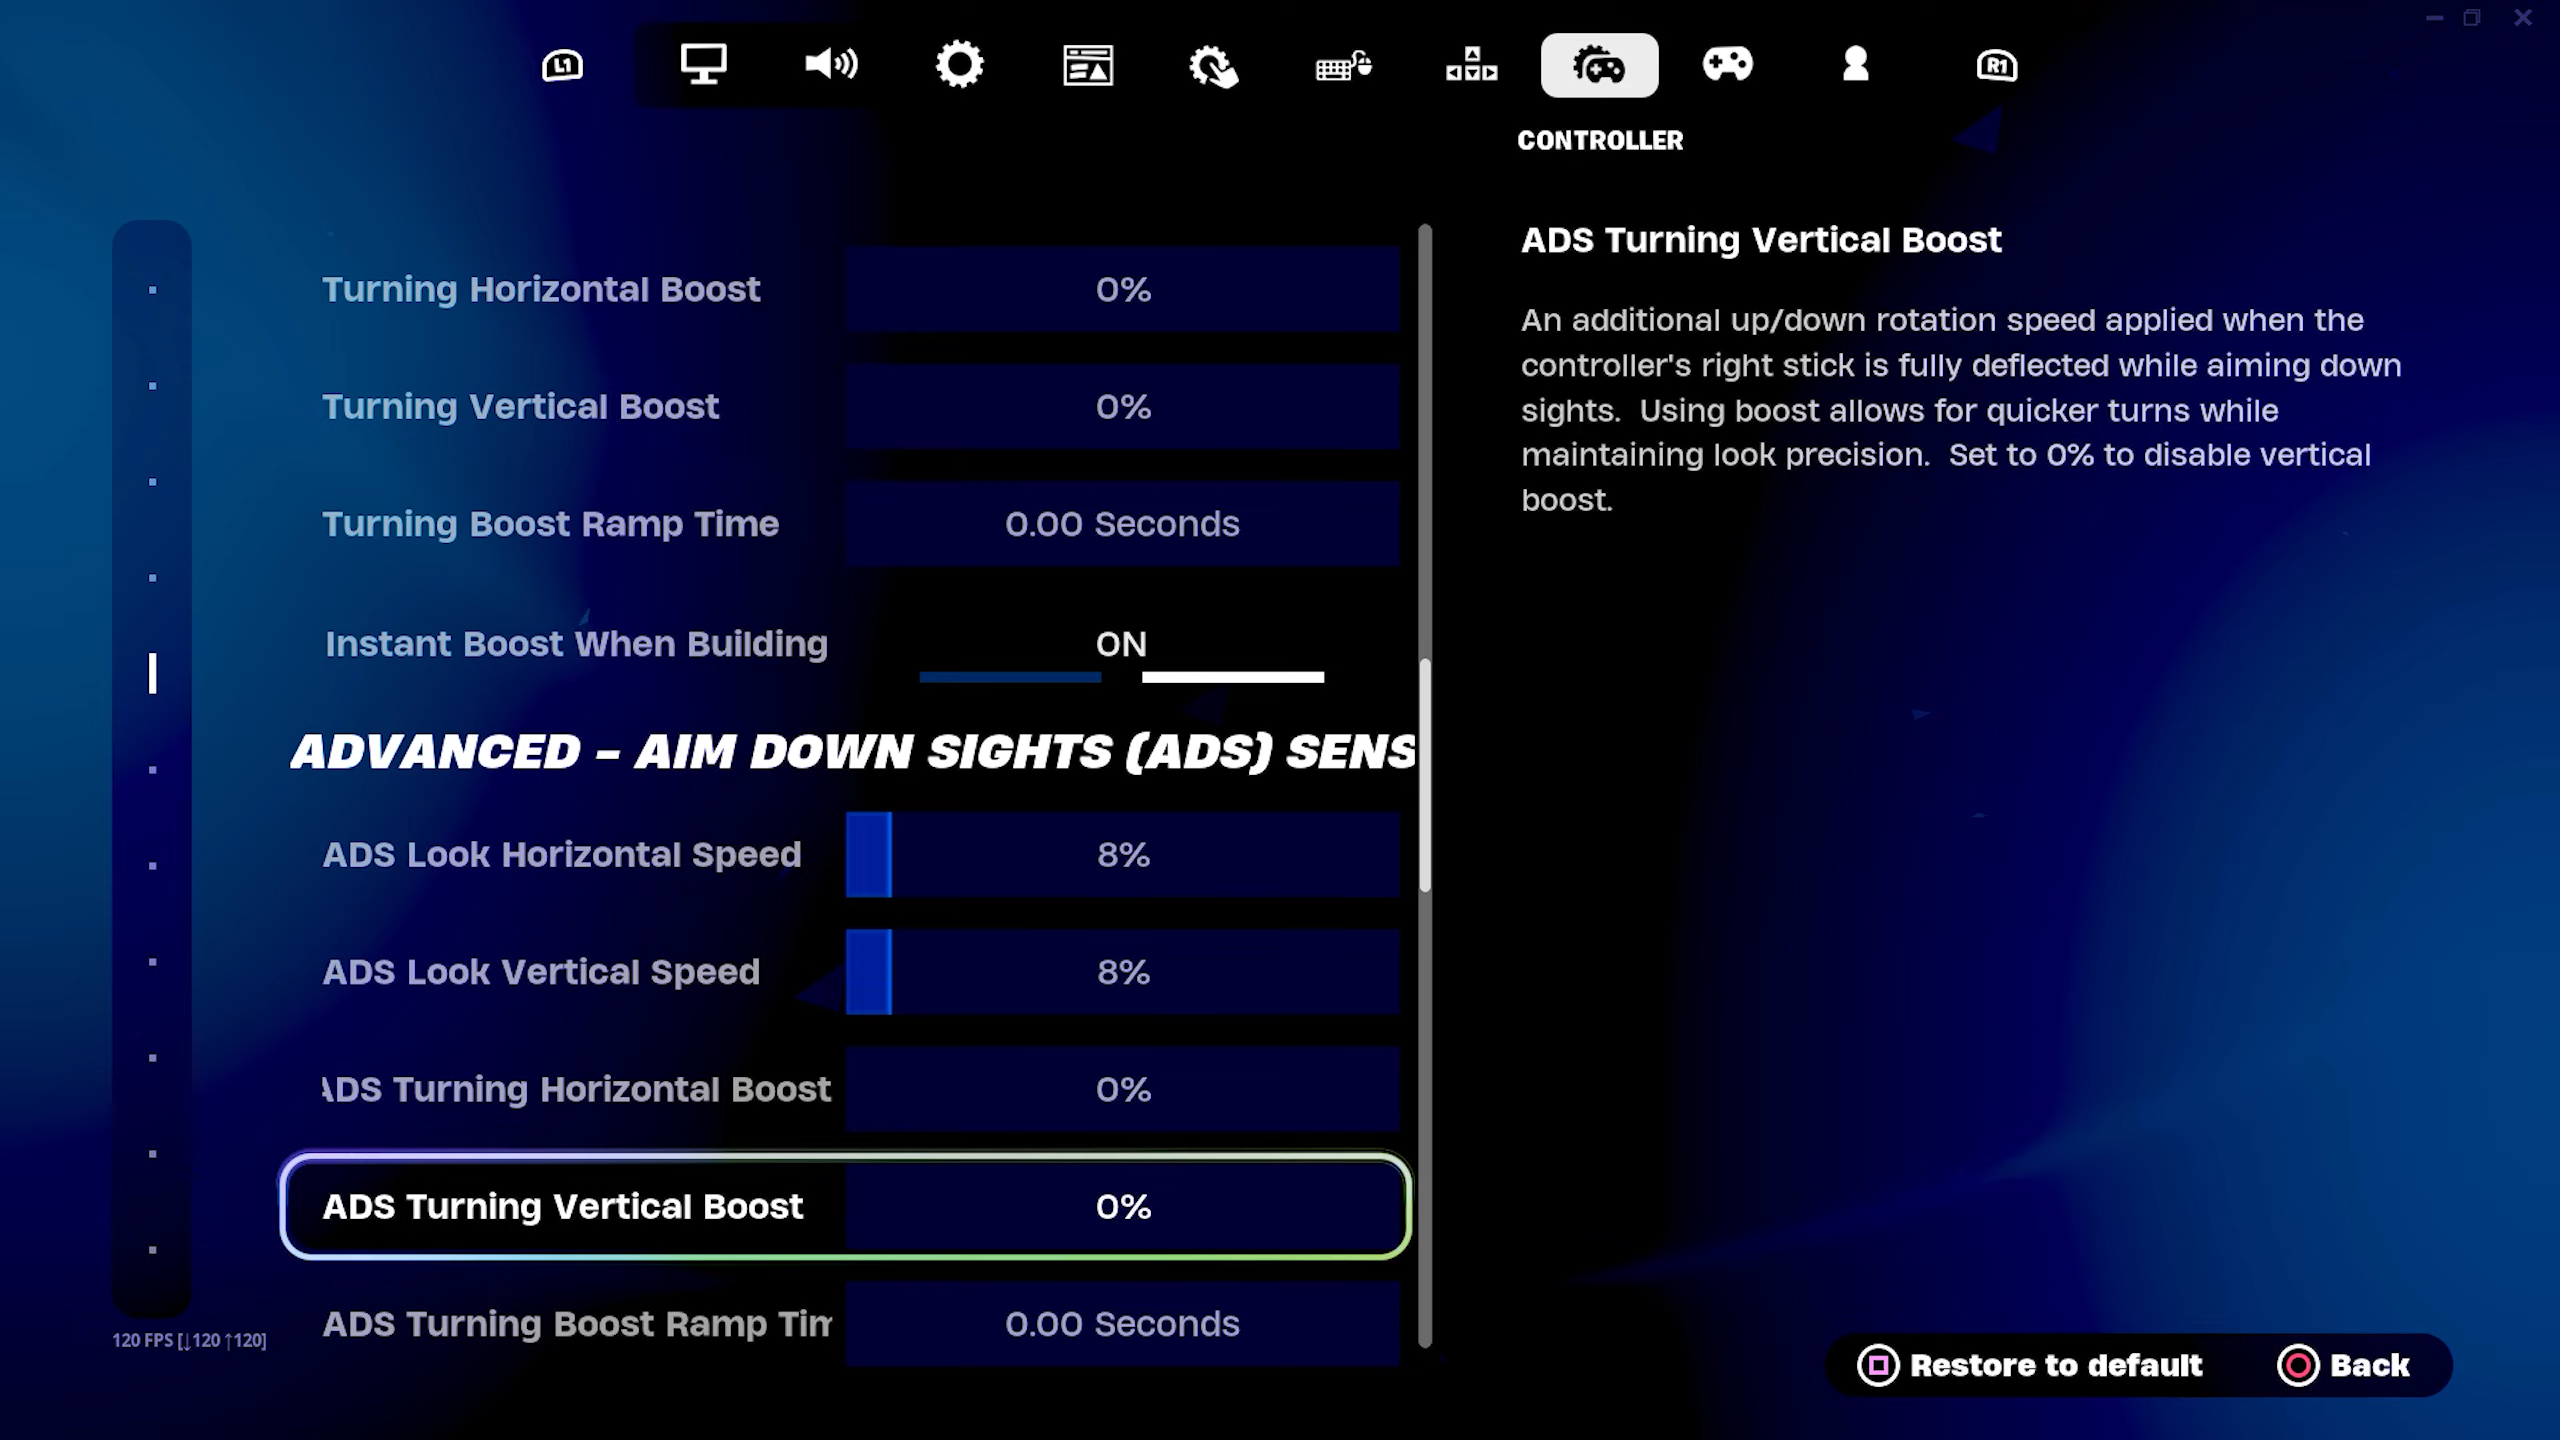 L1
R1
CONTROLLER
Turning Horizontal Boost
0%
Turning Vertical Boost
0%
Turning Boost Ramp Time
0.00 Seconds
Instant Boost When Building
ON
ADVANCED - AIM DOWN SIGHTS (ADS) SENS
ADS Look Horizontal Speed
8%
ADS Look Vertical Speed
8%
ADS Turning Horizontal Boost
0%
ADS Turning Vertical Boost
0%
ADS Turning Boost Ramp Tim
0.00 Seconds
ADS Turning Vertical Boost
An additional up/down rotation speed applied when the
controller's right stick is fully deflected while aiming down
sights.  Using boost allows for quicker turns while
maintaining look precision.  Set to 0% to disable vertical
boost.
120 FPS [↓120 ↑120]
Restore to default
Back